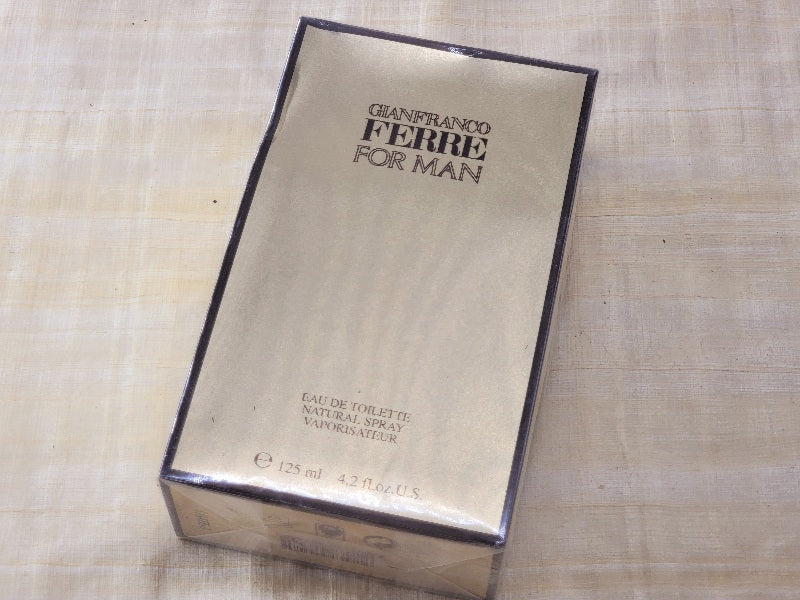 GIANFRANCO
FERRE
FOR MAN
EAU DE TOILETTE
NATURAL SPRAY
VAPORISATEUR
℮ 125 ml 4.2 fl.oz.U.S.